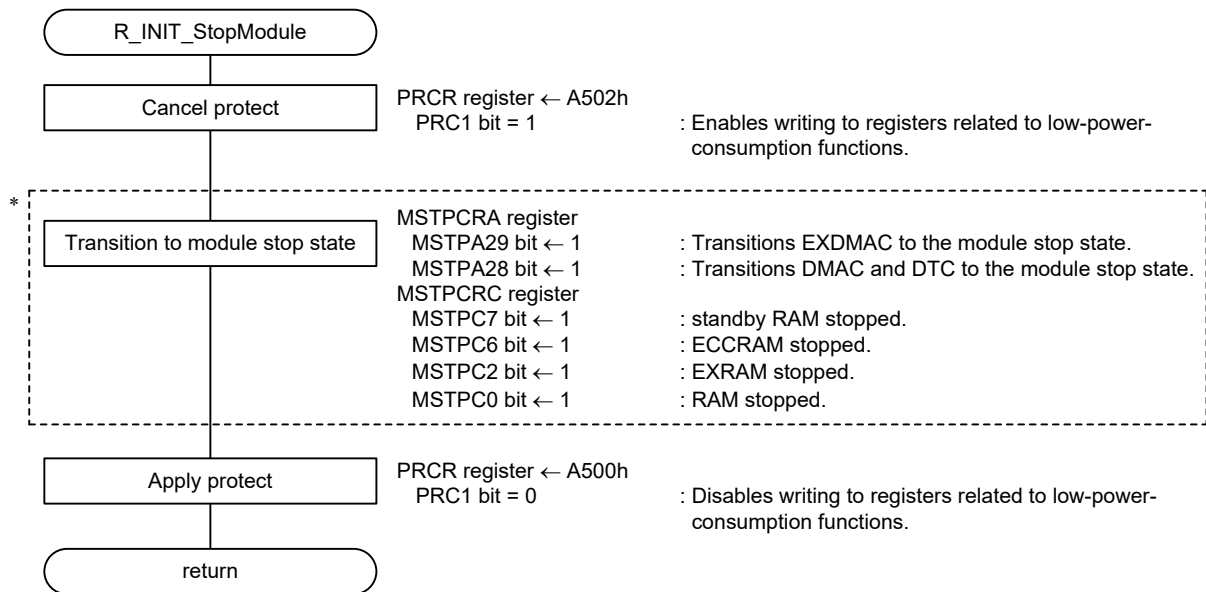 R_INIT_StopModule
Cancel protect
PRCR register ← A502h
PRC1 bit = 1 : Enables writing to registers related to low-power-
consumption functions.
*
Transition to module stop state
MSTPCRA register
MSTPA29 bit ← 1 : Transitions EXDMAC to the module stop state.
MSTPA28 bit ← 1 : Transitions DMAC and DTC to the module stop state.
MSTPCRC register
MSTPC7 bit ← 1 : standby RAM stopped.
MSTPC6 bit ← 1 : ECCRAM stopped.
MSTPC2 bit ← 1 : EXRAM stopped.
MSTPC0 bit ← 1 : RAM stopped.
Apply protect
PRCR register ← A500h
PRC1 bit = 0 : Disables writing to registers related to low-power-
consumption functions.
return